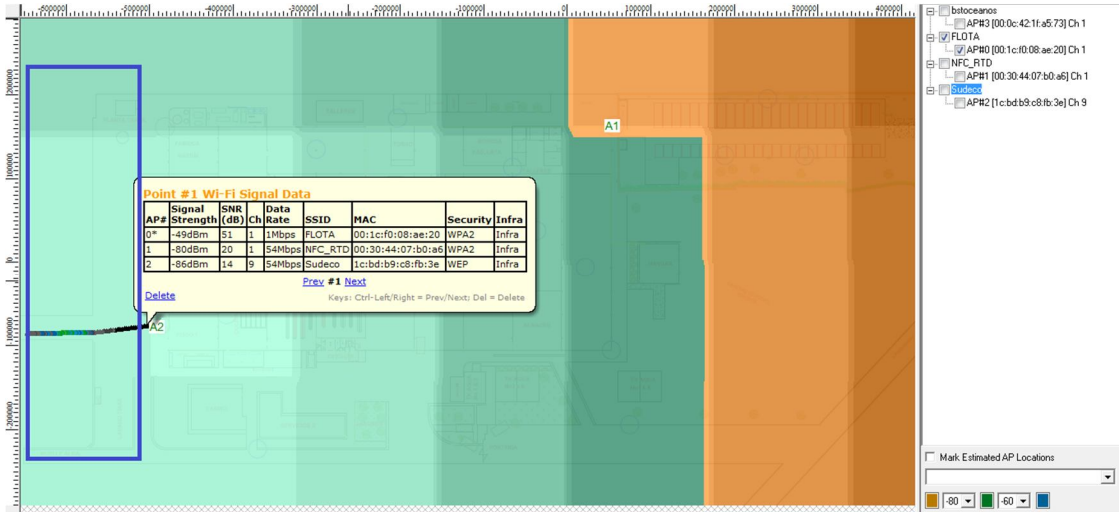 -500000 -400000 -300000 -200000 -100000 0 100000 200000 300000 400000
200000
100000
0
-100000
-200000
A1
Point #1 Wi-Fi Signal Data
AP# Signal Strength SNR (dB) Ch Data Rate SSID MAC Security Infra
0* -49dBm 51 1 1Mbps FLOTA 00:1c:f0:08:ae:20 WPA2 Infra
1 -80dBm 20 1 54Mbps NFC_RTD 00:30:44:07:b0:a6 WPA2 Infra
2 -86dBm 14 9 54Mbps Sudeco 1c:bd:b9:c8:fb:3e WEP Infra
Prev #1 Next
Delete Keys: Ctrl-Left/Right = Prev/Next; Del = Delete
A2
bstoceanos
AP#3 [00:0c:42:1f:a5:73] Ch 1
FLOTA
AP#0 [00:1c:f0:08:ae:20] Ch 1
NFC_RTD
AP#1 [00:30:44:07:b0:a6] Ch 1
Sudeco
AP#2 [1c:bd:b9:c8:fb:3e] Ch 9
Mark Estimated AP Locations
-80 -60